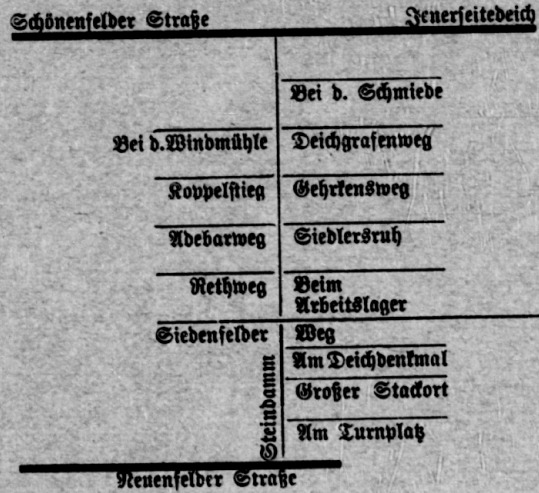 Schönenfelder Straße Jenerseitedeich
Bei d. Schmiede
Bei d. Windmühle Deichgrafenweg
Koppelstieg Gehrkensweg
Adebarweg Siedlersruh
Rethweg Beim
Arbeitslager
Siedenfelder Weg
Am Deichdenkmal
Großer Stackort
Am Turnplatz
Steindamm
Neuenfelder Straße